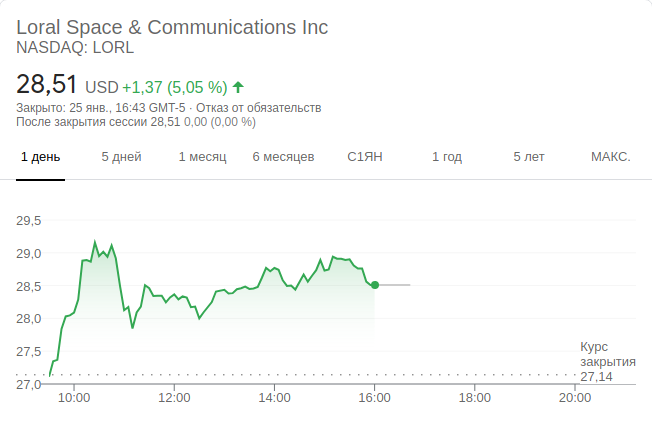 Loral Space & Communications Inc
NASDAQ: LORL
28,51 USD +1,37 (5,05 %)
Закрыто: 25 янв., 16:43 GMT-5 · Отказ от обязательств
После закрытия сессии 28,51 0,00 (0,00 %)
1 день 5 дней 1 месяц 6 месяцев С1ЯН 1 год 5 лет МАКС.
29,5
29,0
28,5
28,0
27,5
27,0
Курс
закрытия
27,14
10:00 12:00 14:00 16:00 18:00 20:00